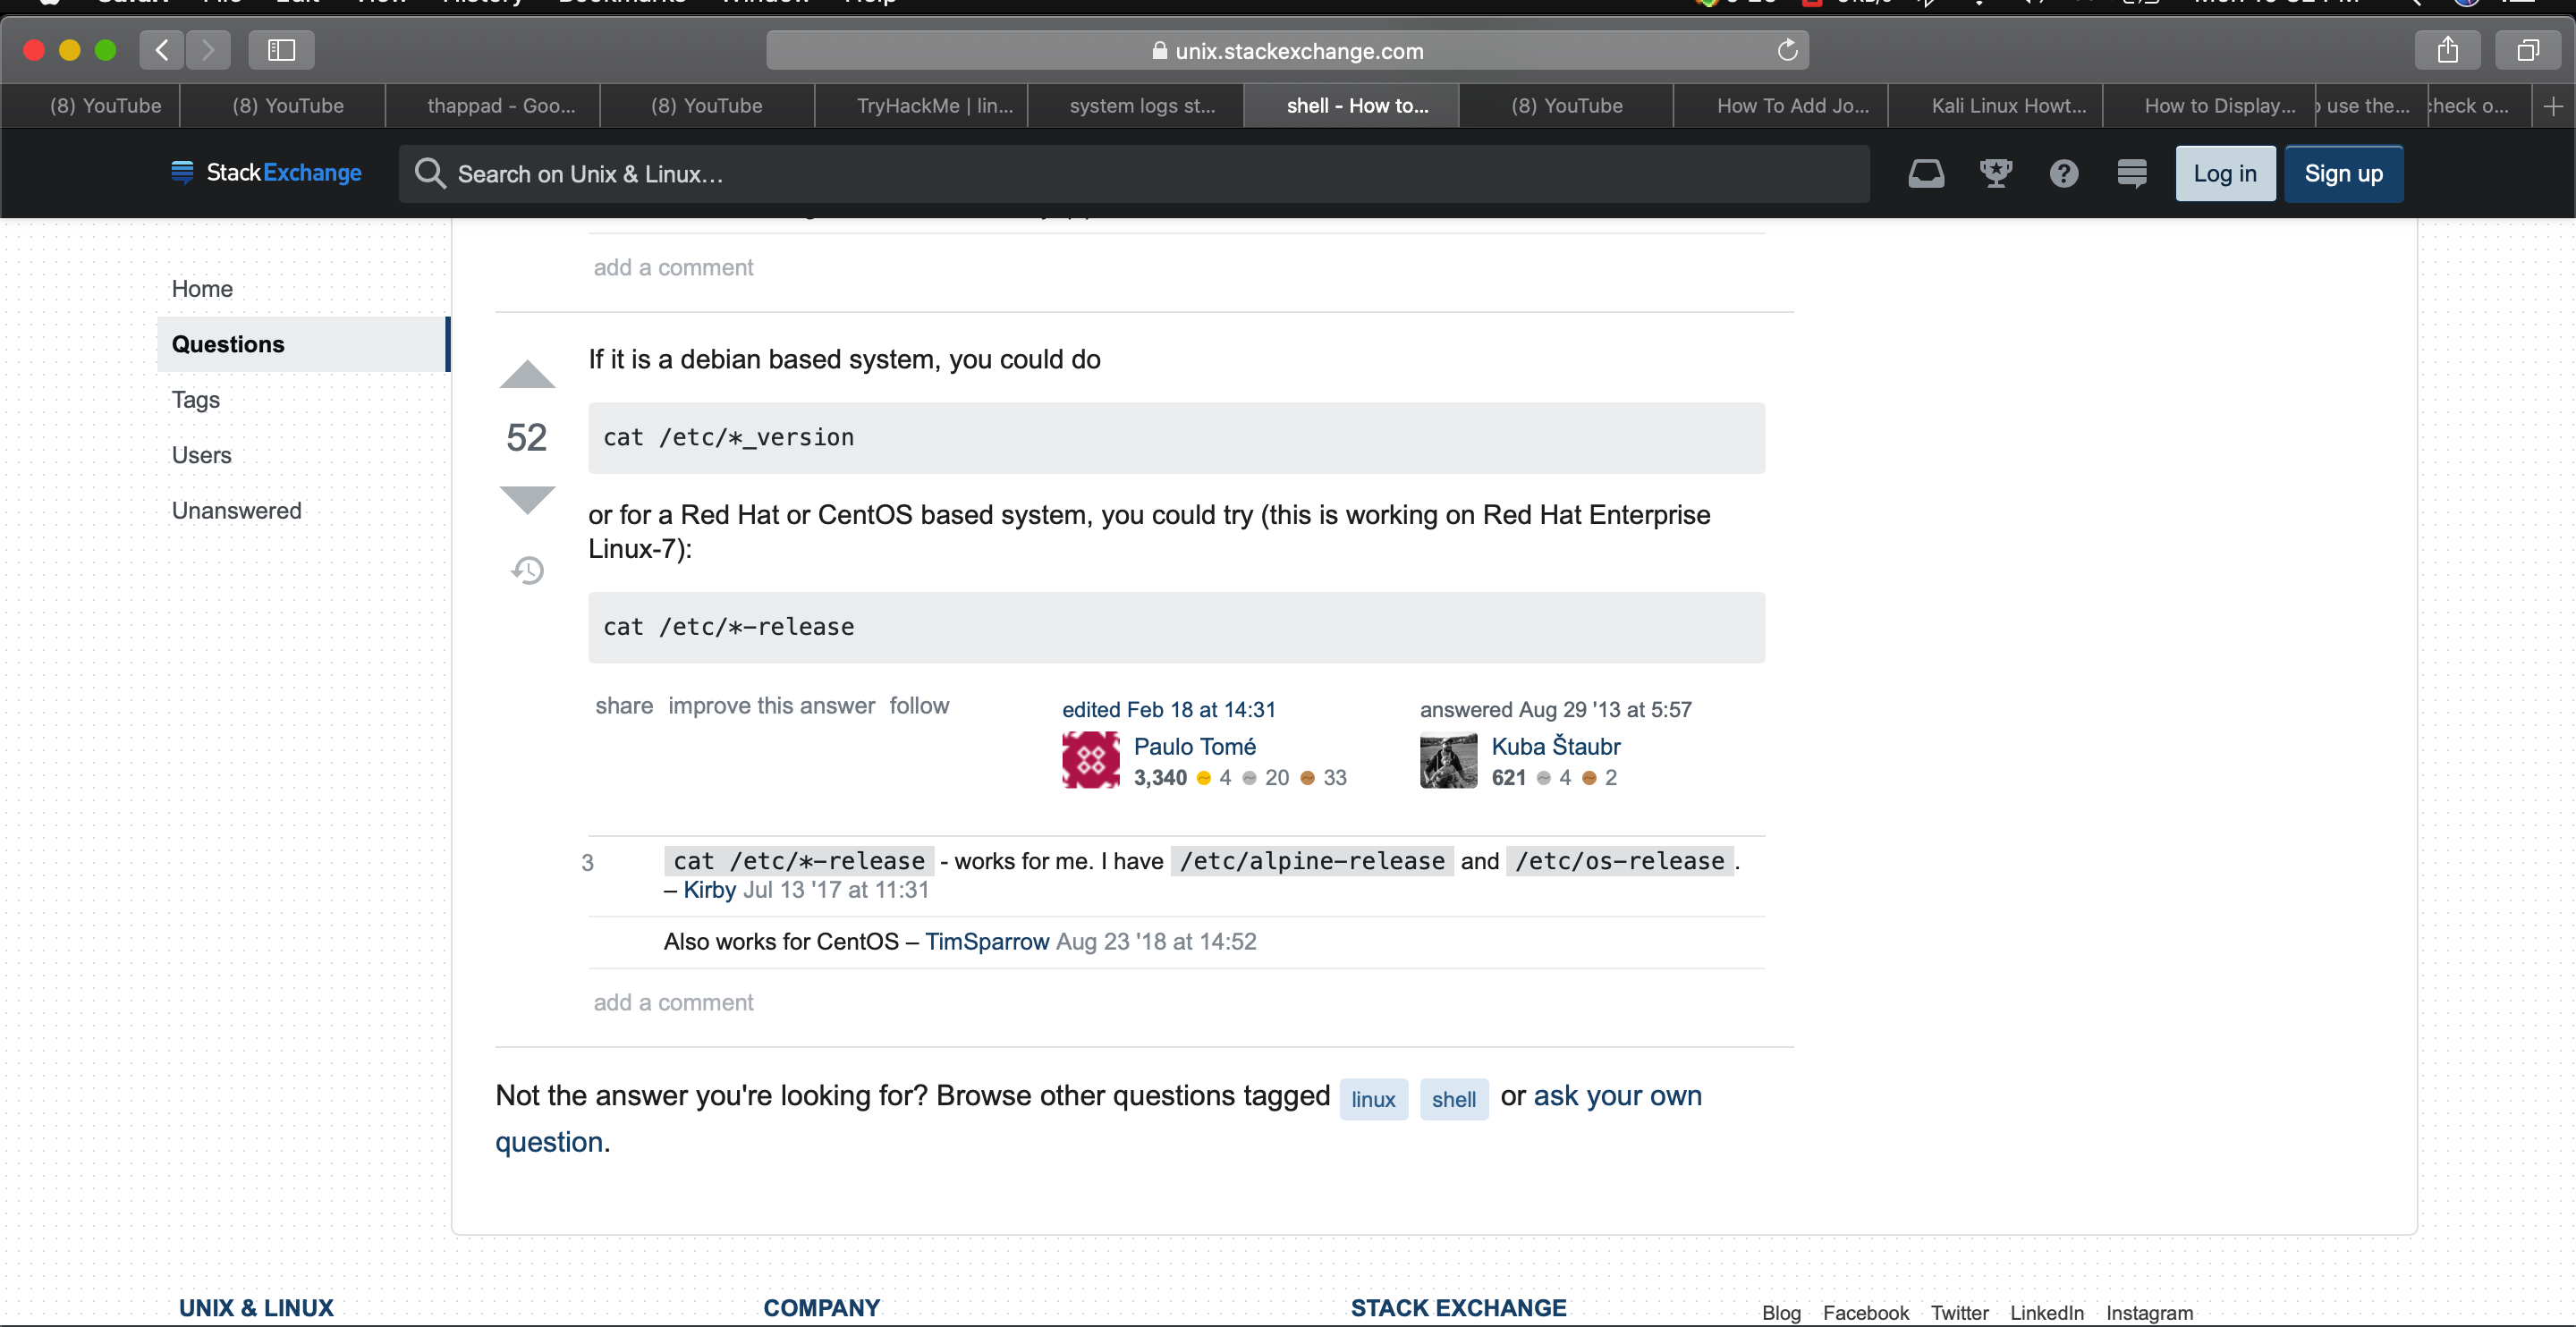 unix.stackexchange.com
(8) YouTube
(8) YouTube
thappad - Goo...
(8) YouTube
TryHackMe | lin...
system logs st...
shell - How to...
(8) YouTube
How To Add Jo...
Kali Linux Howt...
How to Display...
use the...
heck o...
StackExchange
Search on Unix & Linux…
Log in
Sign up
add a comment
Home
Questions
Tags
Users
Unanswered
If it is a debian based system, you could do
52
cat /etc/*_version
or for a Red Hat or CentOS based system, you could try (this is working on Red Hat Enterprise
Linux-7):
cat /etc/*-release
share improve this answer follow
edited Feb 18 at 14:31
Paulo Tomé
3,340 4 20 33
answered Aug 29 '13 at 5:57
Kuba Štaubr
621 4 2
3 cat /etc/*-release - works for me. I have /etc/alpine-release and /etc/os-release .
– Kirby Jul 13 '17 at 11:31
Also works for CentOS – TimSparrow Aug 23 '18 at 14:52
add a comment
Not the answer you're looking for? Browse other questions tagged linux shell or ask your own
question.
UNIX & LINUX
COMPANY
STACK EXCHANGE
Blog Facebook Twitter LinkedIn Instagram